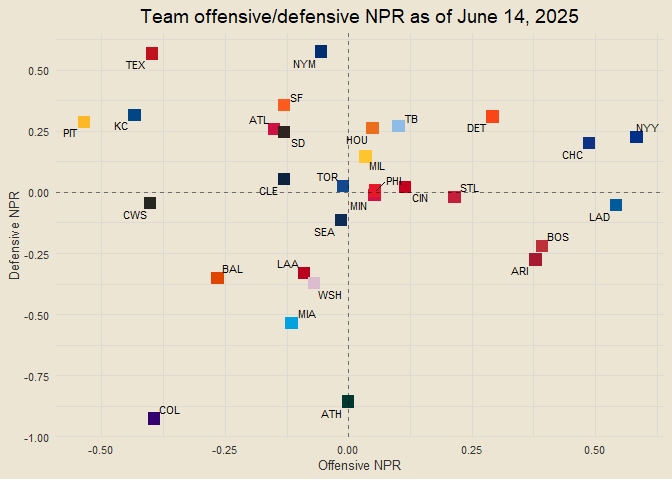 Team offensive/defensive NPR as of June 14, 2025
0.50
0.25
0.00
-0.25
-0.50
-0.75
-1.00
Defensive NPR
TEX
NYM
SF
PIT
KC
ATL
SD
HOU
TB
DET
NYY
CHC
MIL
TOR
PHI
STL
CLE
CIN
MIN
CWS
LAD
SEA
BOS
ARI
BAL
LAA
WSH
MIA
COL
ATH
-0.50
-0.25
0.00
0.25
0.50
Offensive NPR